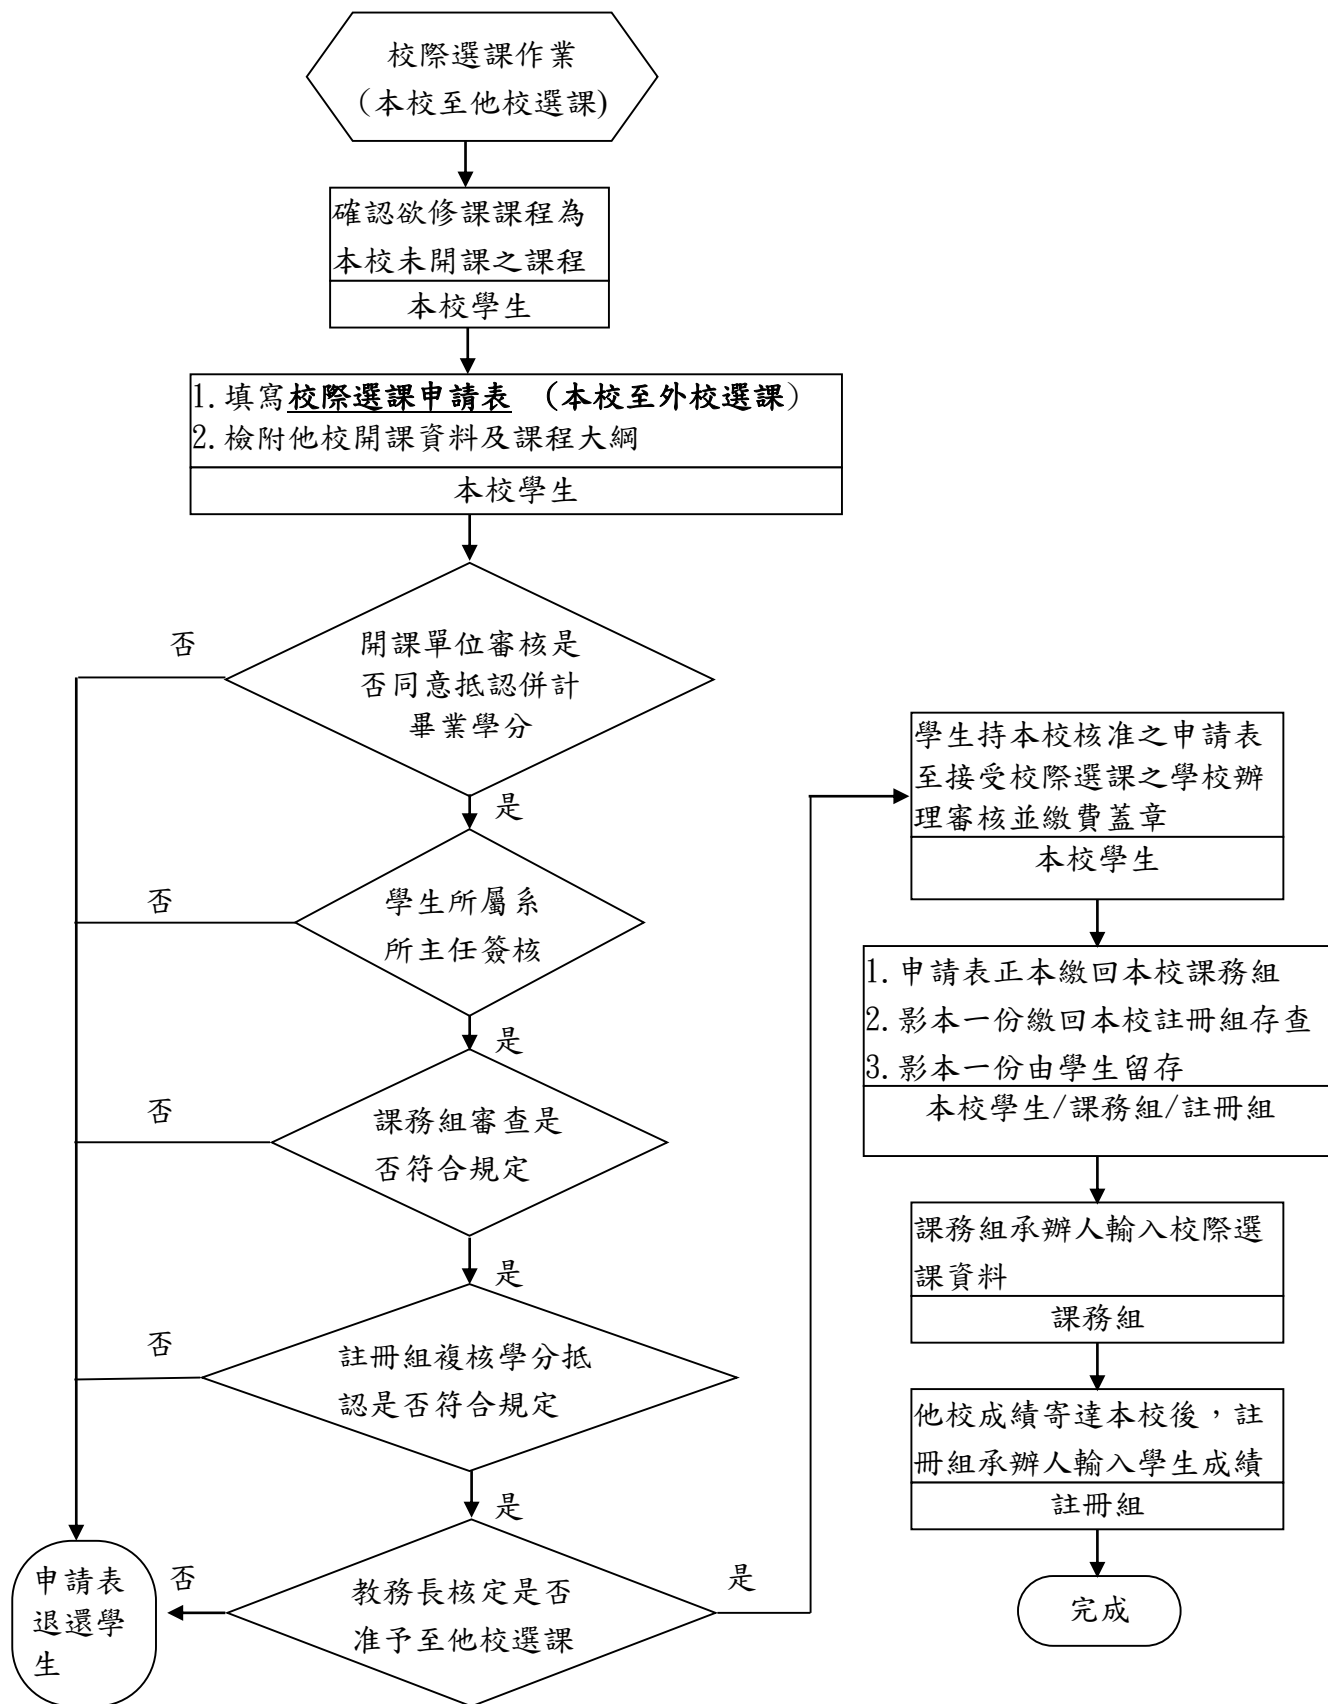 校際選課作業
（本校至他校選課)
確認欲修課課程為
本校未開課之課程
本校學生
1.填寫校際選課申請表 （本校至外校選課）
2.檢附他校開課資料及課程大綱
本校學生
否
開課單位審核是
否同意抵認併計
畢業學分
是
否
學生所屬系
所主任簽核
是
否
課務組審查是
否符合規定
是
否
註冊組複核學分抵
認是否符合規定
是
否
教務長核定是否
准予至他校選課
是
申請表
退還學
生
學生持本校核准之申請表
至接受校際選課之學校辦
理審核並繳費蓋章
本校學生
1.申請表正本繳回本校課務組
2.影本一份繳回本校註冊組存查
3.影本一份由學生留存
本校學生/課務組/註冊組
課務組承辦人輸入校際選
課資料
課務組
他校成績寄達本校後，註
冊組承辦人輸入學生成績
註冊組
完成